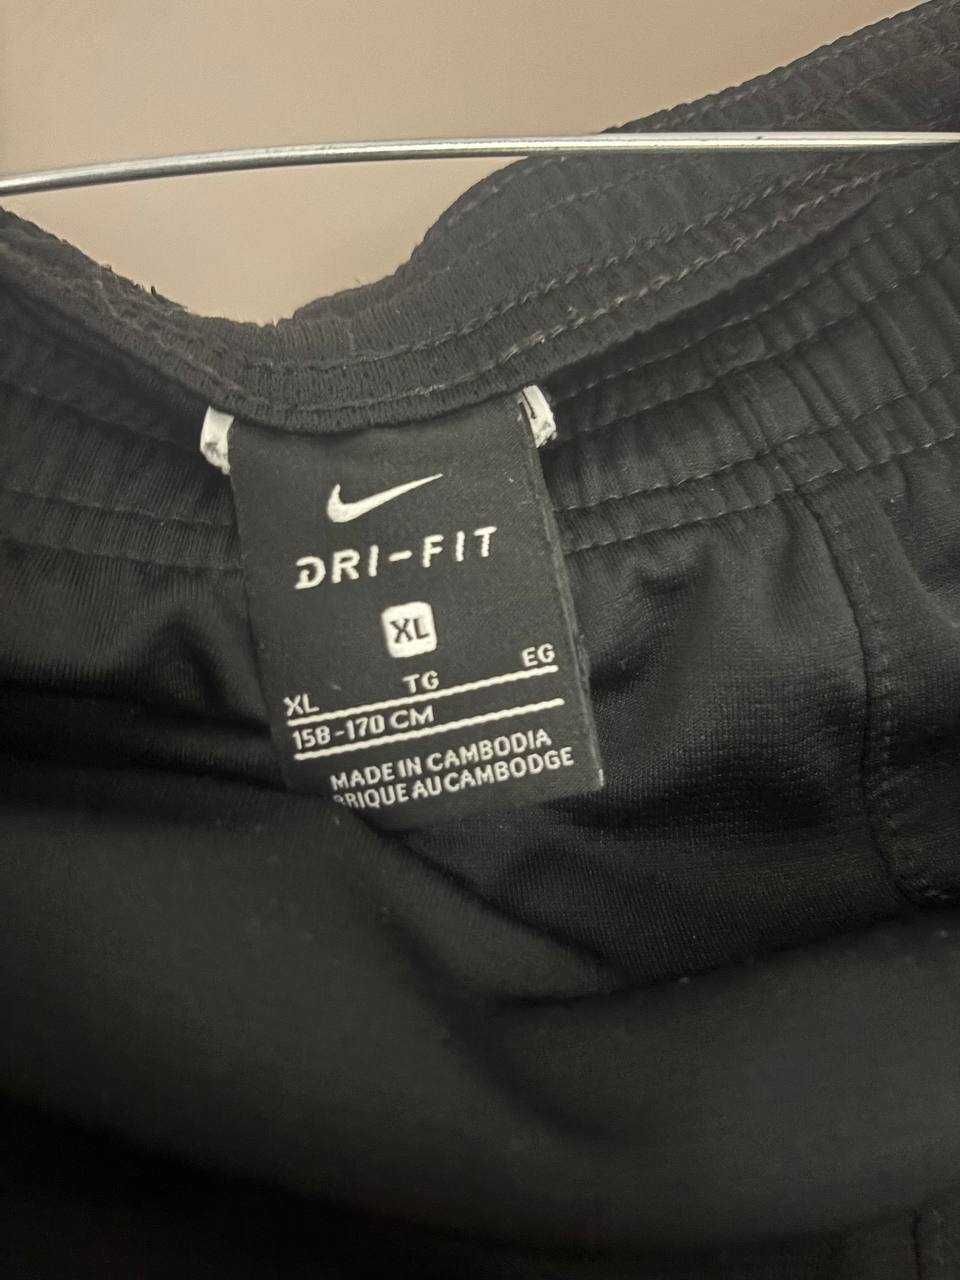 DRI-FIT
XL
XL TG EG
158-170 CM
MADE IN CAMBODIA
BRIQUE AU CAMBODGE